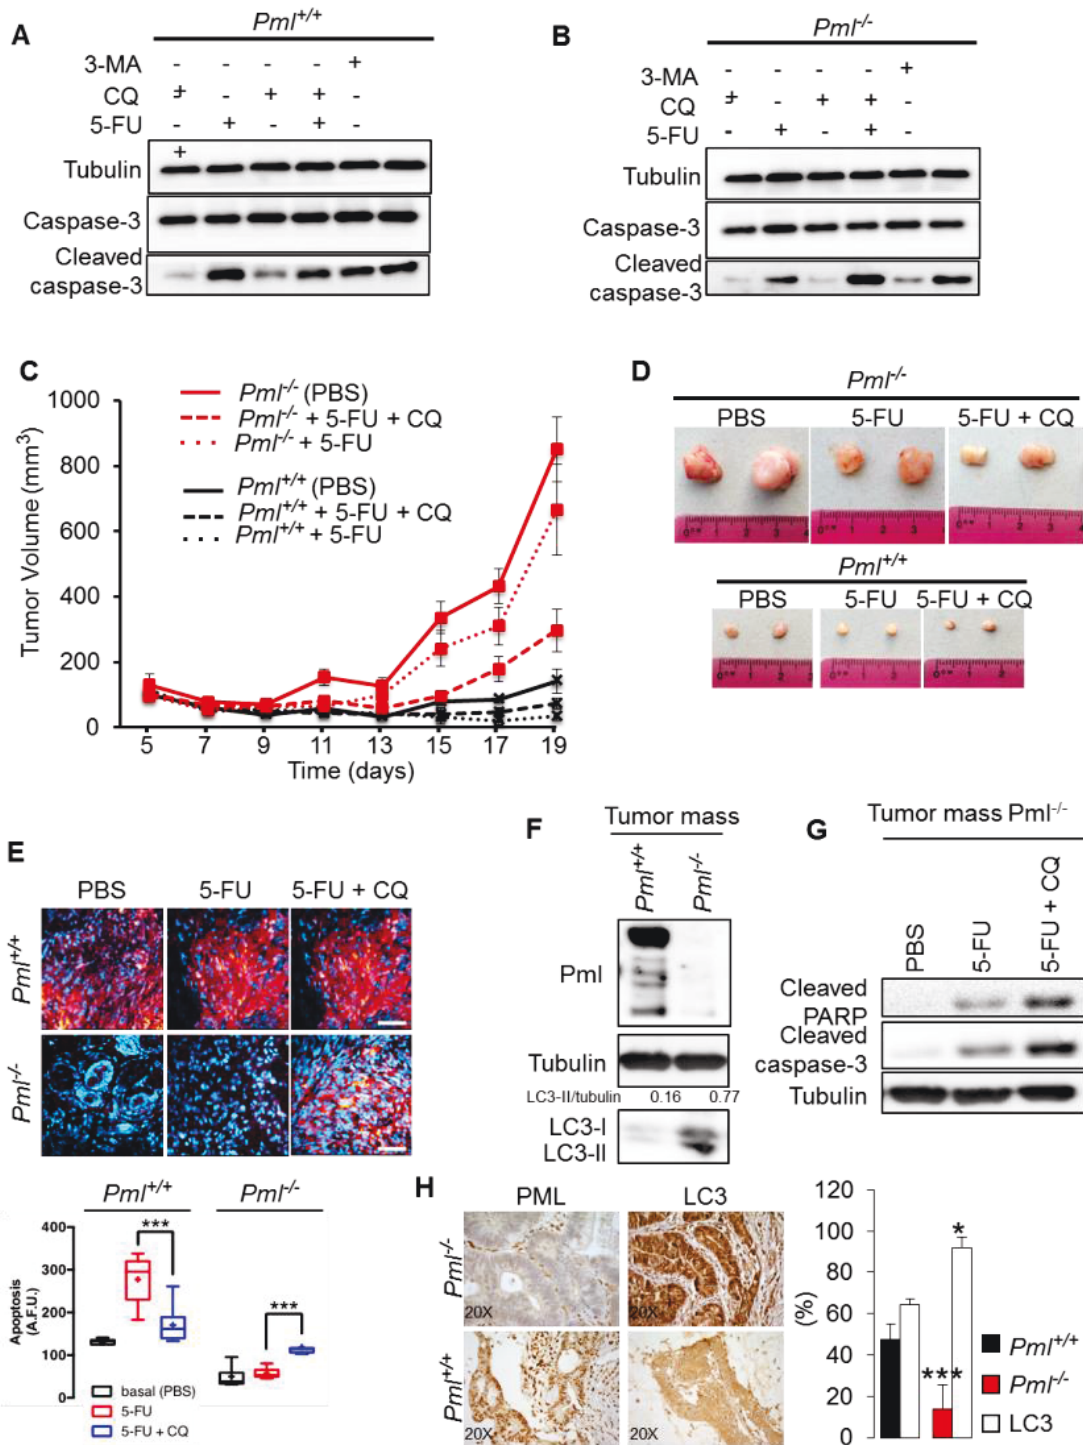 A
Pml+/+
3-MA - - - - +
CQ + - + + -
5-FU - + - + -
+
Tubulin
Caspase-3
Cleaved
caspase-3
B
Pml-/-
3-MA - - - - +
CQ + - + + -
5-FU - + - + -
Tubulin
Caspase-3
Cleaved
caspase-3
C
Tumor Volume (mm3)
1000
800
600
400
200
0
Pml-/- (PBS)
Pml-/- + 5-FU + CQ
Pml-/- + 5-FU
Pml+/+ (PBS)
Pml+/+ + 5-FU + CQ
Pml+/+ + 5-FU
5 7 9 11 13 15 17 19
Time (days)
D
Pml-/-
PBS 5-FU 5-FU + CQ
Pml+/+
PBS 5-FU 5-FU + CQ
E
PBS 5-FU 5-FU + CQ
Pml+/+
Pml-/-
Pml+/+ Pml-/-
Apoptosis
(A.F.U.)
400
300
200
100
0
*** ***
basal (PBS)
5-FU
5-FU + CQ
F
Tumor mass
Pml+/+ Pml-/-
Pml
Tubulin
LC3-II/tubulin 0.16 0.77
LC3-I
LC3-II
G
Tumor mass Pml-/-
PBS 5-FU 5-FU + CQ
Cleaved
PARP
Cleaved
caspase-3
Tubulin
H
PML LC3
Pml-/-
20X 20X
Pml+/+
20X 20X
(%)
120
100
80
60
40
20
0
*
***
Pml+/+
Pml-/-
LC3